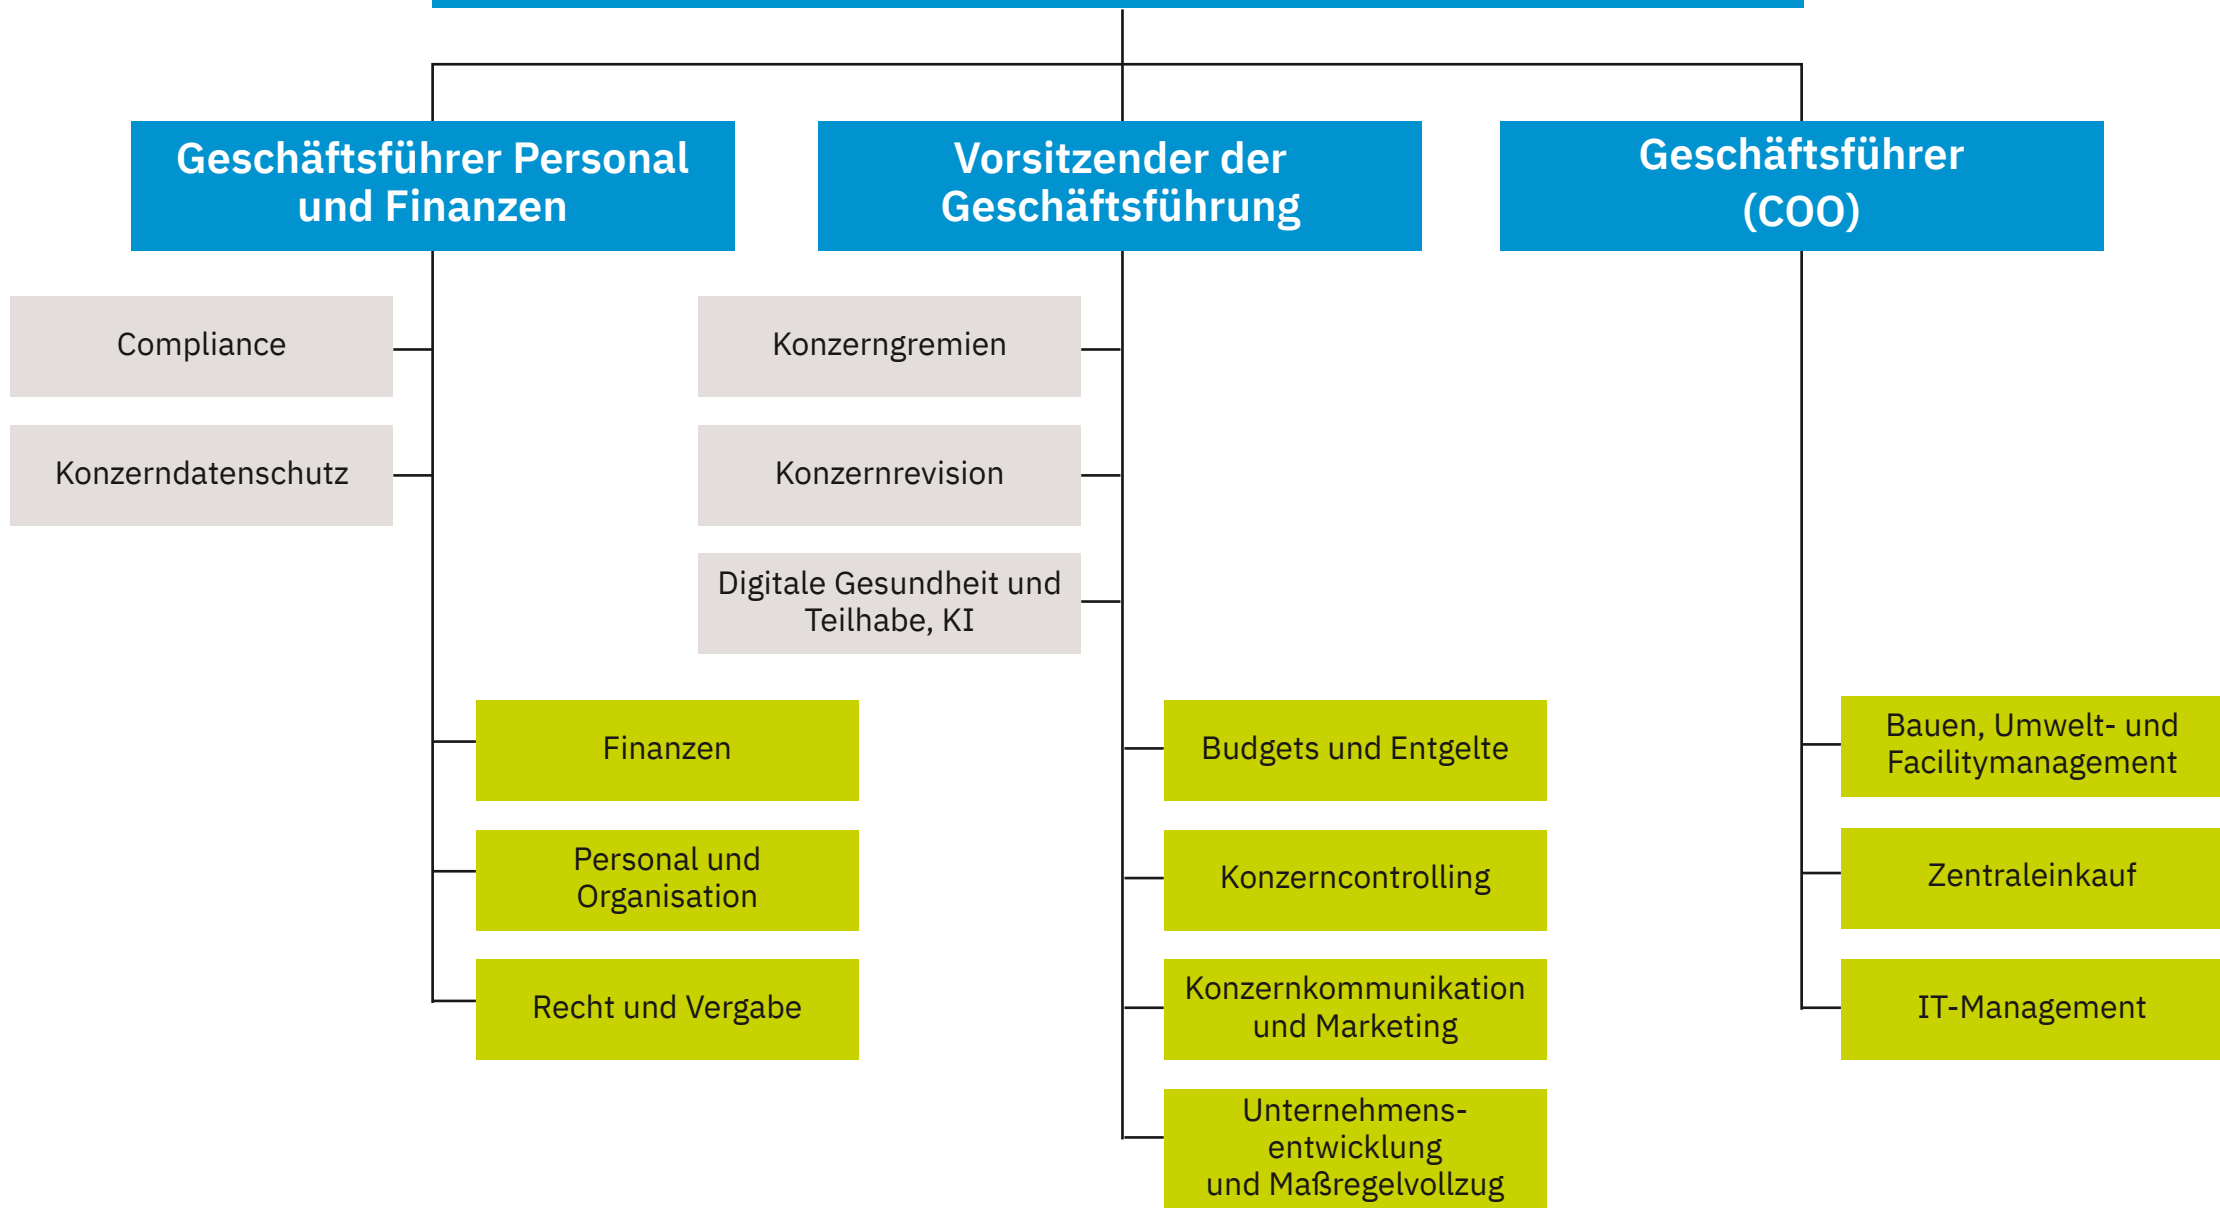 Geschäftsführer Personal
und Finanzen
Vorsitzender der
Geschäftsführung
Geschäftsführer
(COO)
Compliance
Konzerndatenschutz
Konzerngremien
Konzernrevision
Digitale Gesundheit und
Teilhabe, KI
Finanzen
Personal und
Organisation
Recht und Vergabe
Budgets und Entgelte
Konzerncontrolling
Konzernkommunikation
und Marketing
Unternehmens-
entwicklung
und Maßregelvollzug
Bauen, Umwelt- und
Facilitymanagement
Zentraleinkauf
IT-Management